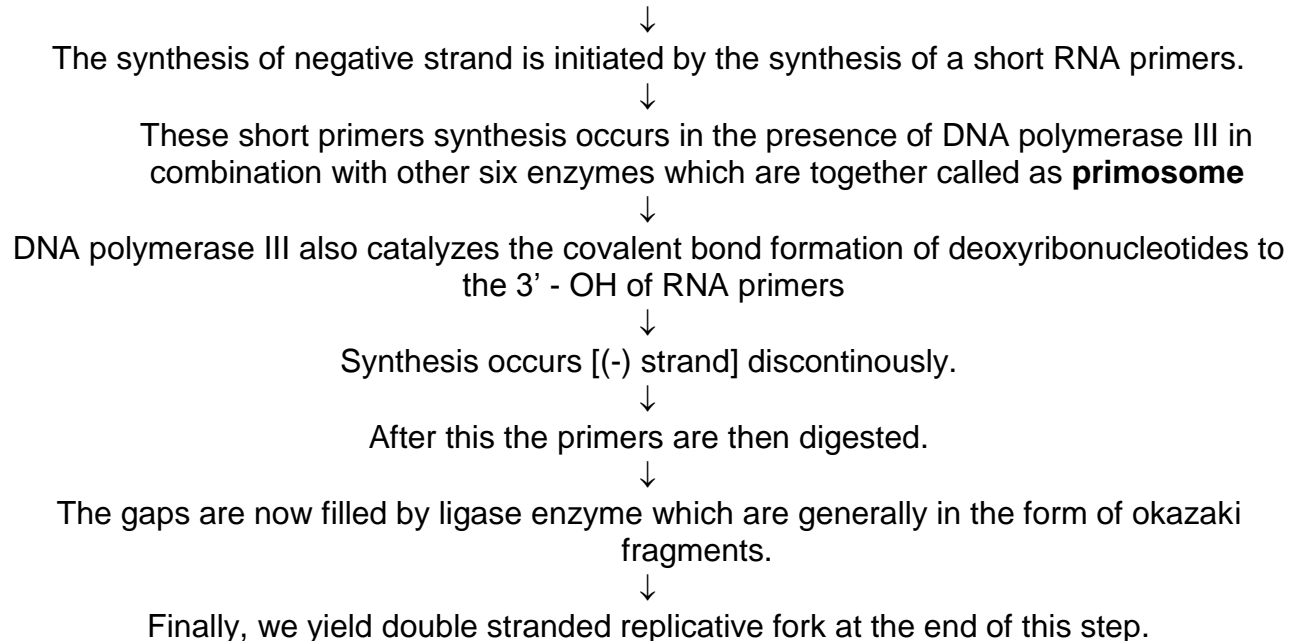 ↓
The synthesis of negative strand is initiated by the synthesis of a short RNA primers.
↓
These short primers synthesis occurs in the presence of DNA polymerase III in
combination with other six enzymes which are together called as primosome
↓
DNA polymerase III also catalyzes the covalent bond formation of deoxyribonucleotides to
the 3’ - OH of RNA primers
↓
Synthesis occurs [(-) strand] discontinously.
↓
After this the primers are then digested.
↓
The gaps are now filled by ligase enzyme which are generally in the form of okazaki
fragments.
↓
Finally, we yield double stranded replicative fork at the end of this step.